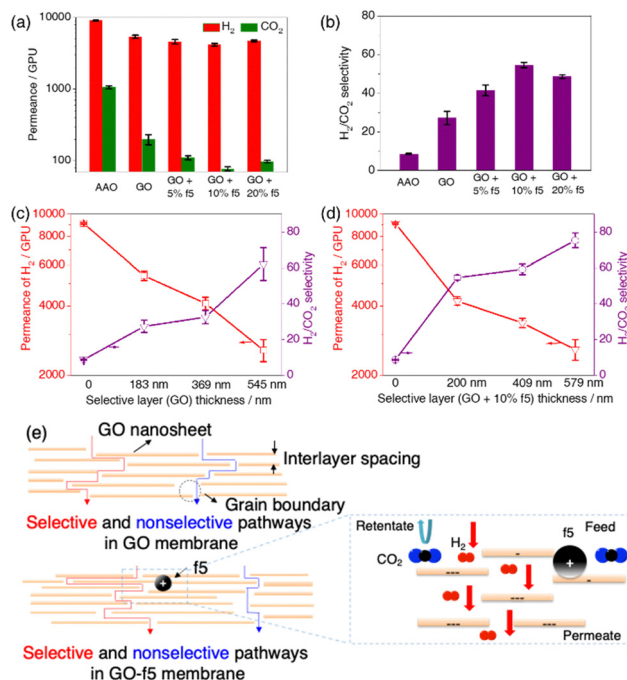 (a)
H2 CO2
10000
1000
100
Permeance / GPU
AAO
GO
GO + 5% f5
GO + 10% f5
GO + 20% f5
(b)
80
60
40
20
0
H2/CO2 selectivity
AAO
GO
GO + 5% f5
GO + 10% f5
GO + 20% f5
(c)
10000
8000
6000
4000
2000
Permeance of H2 / GPU
80
60
40
20
0
H2/CO2 selectivity
0 183 nm 369 nm 545 nm
Selective layer (GO) thickness / nm
(d)
10000
8000
6000
4000
2000
Permeance of H2 / GPU
80
60
40
20
0
H2/CO2 selectivity
0 200 nm 409 nm 579 nm
Selective layer (GO + 10% f5) thickness / nm
(e)
GO nanosheet
Interlayer spacing
Grain boundary
Selective and nonselective pathways
in GO membrane
f5
+
Selective and nonselective pathways
in GO-f5 membrane
Retentate
H2
f5
Feed
CO2
+
-
---
-
---
---
---
---
Permeate